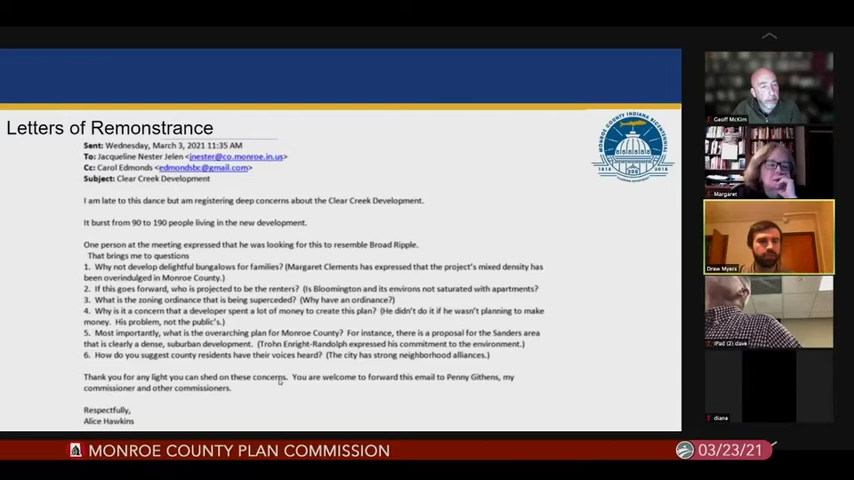 Letters of Remonstrance
Sent: Wednesday, March 3, 2021 11:35 AM
To: Jacqueline Nester Jelen <jnester@co.monroe.in.us>
Cc: Carol Edmonds <edmondsbc@gmail.com>
Subject: Clear Creek Development
I am late to this dance but am registering deep concerns about the Clear Creek Development.
It burst from 90 to 190 people living in the new development.
One person at the meeting expressed that he was looking for this to resemble Broad Ripple.
That brings me to questions
1. Why not develop delightful bungalows for families? (Margaret Clements has expressed that the project's mixed density has
been overindulged in Monroe County.)
2. If this goes forward, who is projected to be the renters? (Is Bloomington and its environs not saturated with apartments?
3. What is the zoning ordinance that is being superceded? (Why have an ordinance?)
4. Why is it a concern that a developer spent a lot of money to create this plan? (He didn't do it if he wasn't planning to make
money. His problem, not the public's.)
5. Most importantly, what is the overarching plan for Monroe County? For instance, there is a proposal for the Sanders area
that is clearly a dense, suburban development. (Trohn Enright-Randolph expressed his commitment to the environment.)
6. How do you suggest county residents have their voices heard? (The city has strong neighborhood alliances.)
Thank you for any light you can shed on these concerns. You are welcome to forward this email to Penny Githens, my
commissioner and other commissioners.
Respectfully,
Alice Hawkins
MONROE COUNTY INDIANA BICENTENNIAL
1818
2018
Geoff McKim
Margaret
Drew Myers
iPad (2) dave
diane
MONROE COUNTY PLAN COMMISSION
03/23/21